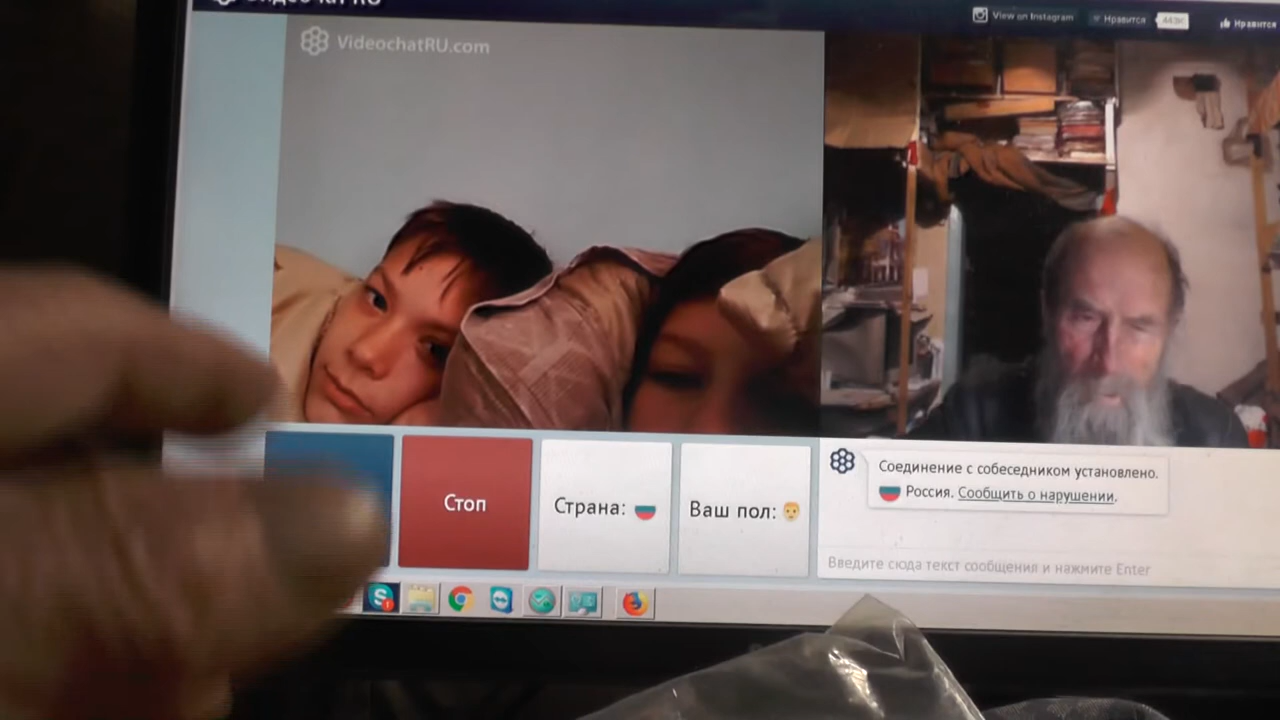 View on Instagram
Нравится
443K
Нравится
VideochatRU.com
Стоп
Страна:
Ваш пол:
Соединение с собеседником установлено.
Россия. Сообщить о нарушении.
Введите сюда текст сообщения и нажмите Enter